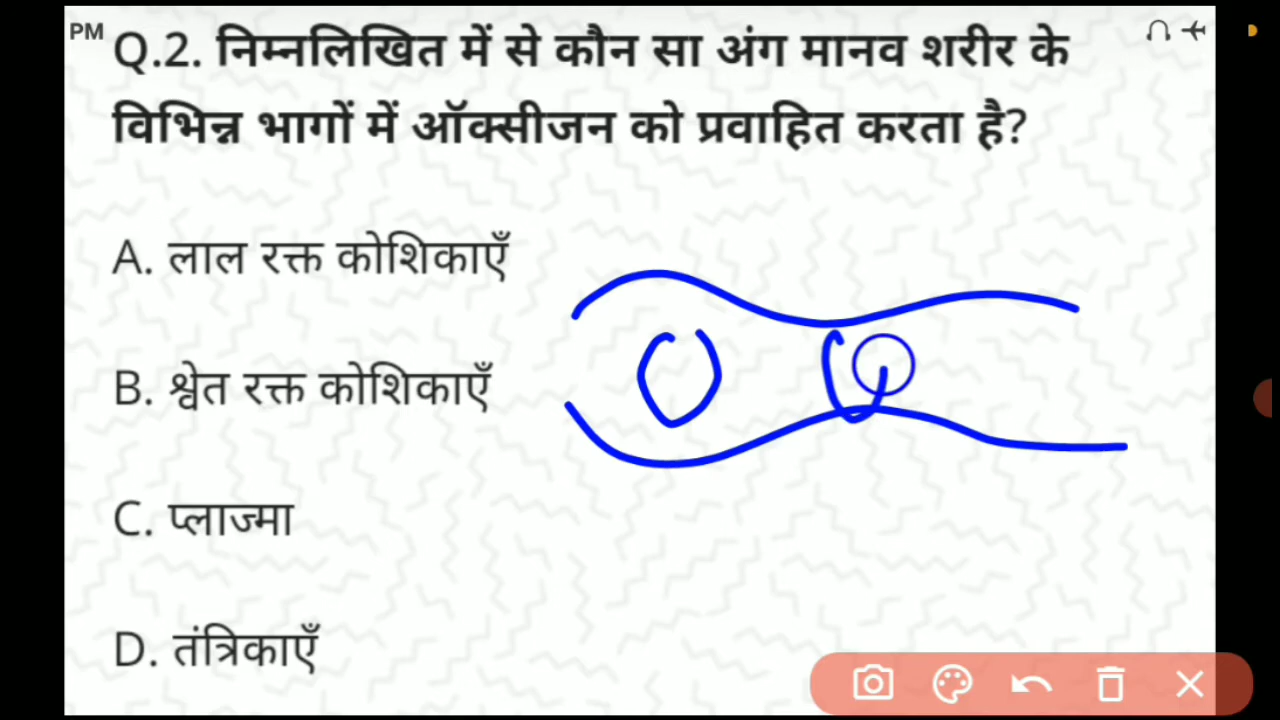 PM
Q.2. निम्नलिखित में से कौन सा अंग मानव शरीर के
विभिन्न भागों में ऑक्सीजन को प्रवाहित करता है?
A. लाल रक्त कोशिकाएँ
B. श्वेत रक्त कोशिकाएँ
C. प्लाज्मा
D. तंत्रिकाएँ